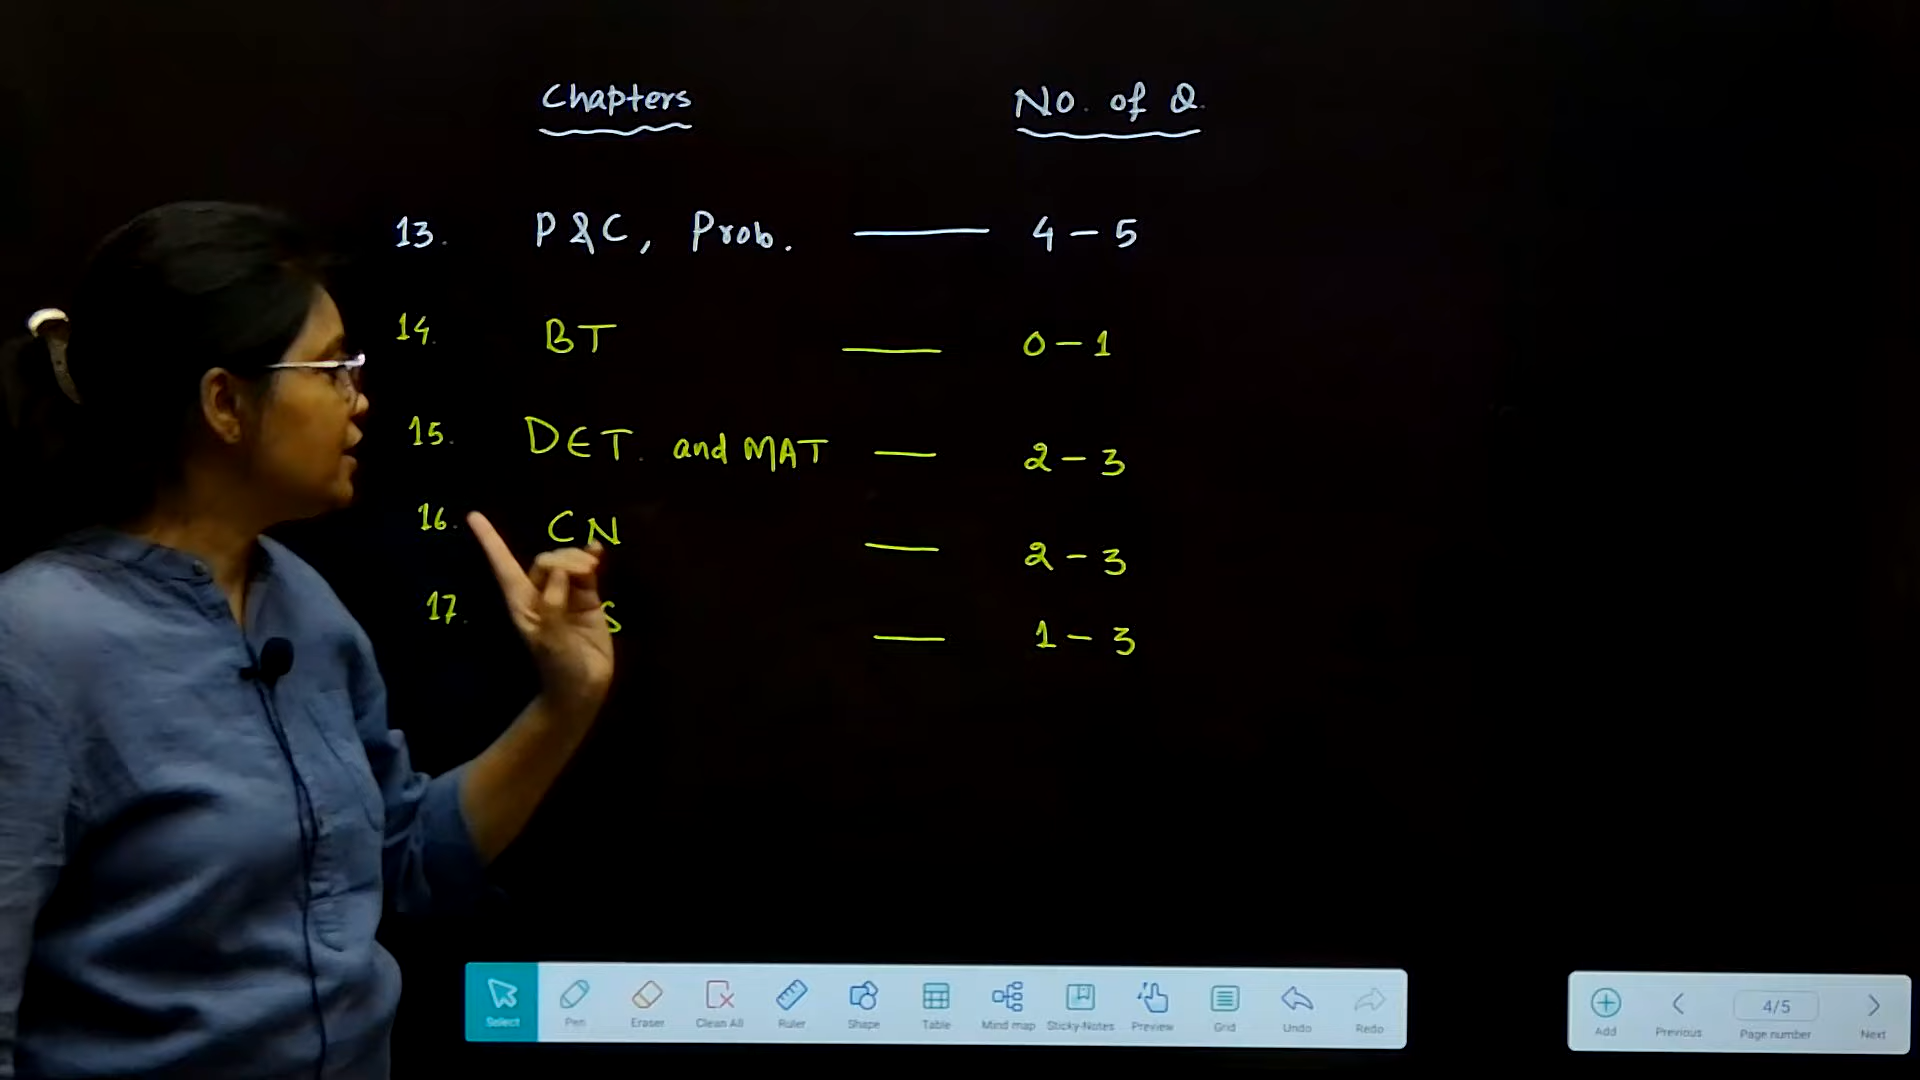 Chapters No. of Q.
13. P&C, Prob. 4-5
14. BT 0-1
15. DET. and MAT 2-3
16. CN 2-3
17. 1-3
Select Pen Eraser Clean All Ruler Shape Table Mind map Sticky-Notes Preview Grid Undo Redo
Add Previous 4/5 Page number Next